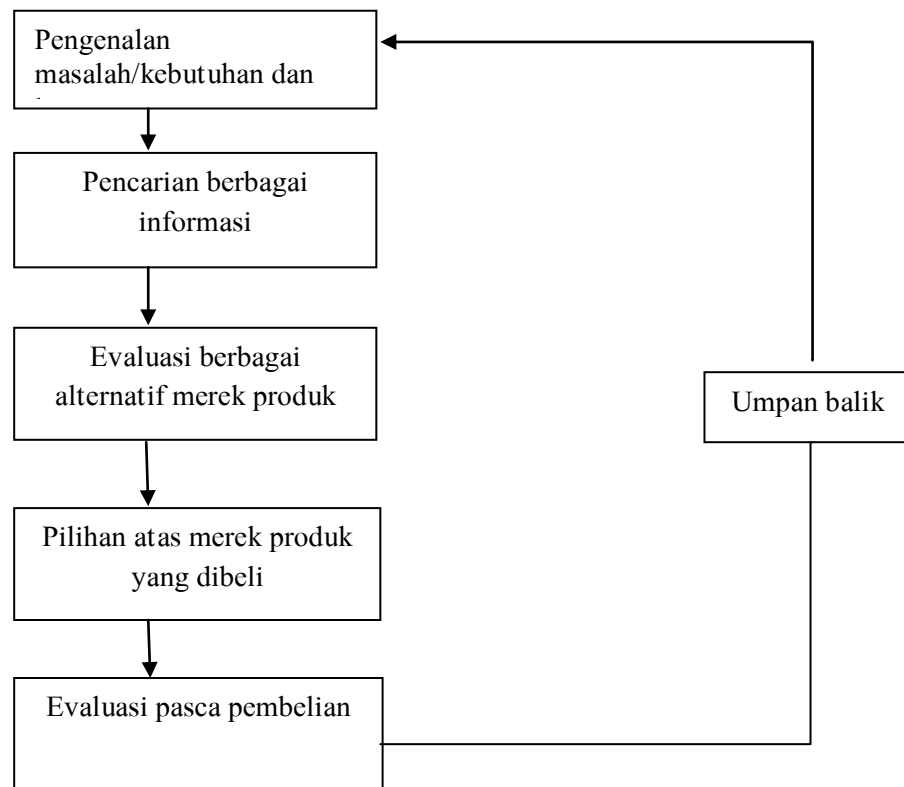 Pengenalan
masalah/kebutuhan dan
Pencarian berbagai
informasi
Evaluasi berbagai
alternatif merek produk
Umpan balik
Pilihan atas merek produk
yang dibeli
Evaluasi pasca pembelian